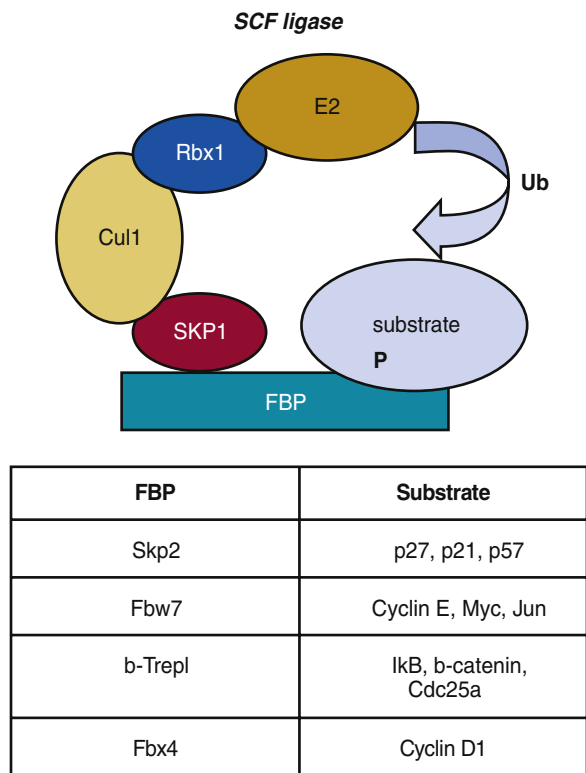 SCF ligase
E2
Rbx1
Ub
Cul1
substrate
SKP1
P
FBP
FBP Substrate
Skp2 p27, p21, p57
Fbw7 Cyclin E, Myc, Jun
b-Trepl IkB, b-catenin,
Cdc25a
Fbx4 Cyclin D1